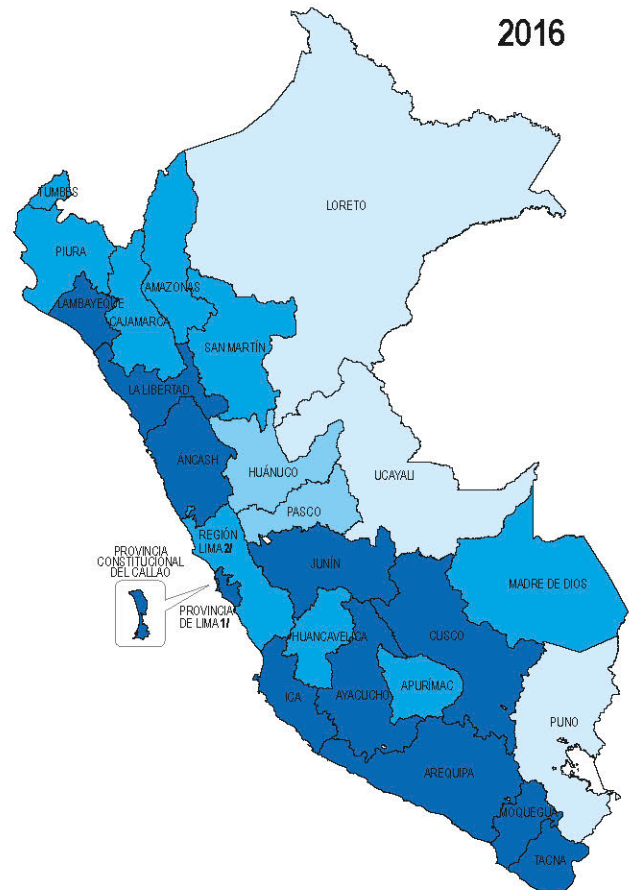 2016
LORETO
TUMBES
PIURA
AMAZONAS
LAMBAYEQUE
CAJAMARCA
SAN MARTÍN
LA LIBERTAD
ANCASH
HUÁNUCO
UCAYALI
PASCO
REGIÓN
LIMA 2/
PROVINCIA
CONSTITUCIONAL
DEL CALLAO
JUNÍN
MADRE DE DIOS
PROVINCIA
DE LIMA 1/
HUANCAVELICA
CUSCO
ICA
AYACUCHO
APURÍMAC
PUNO
AREQUIPA
MOQUEGUA
TACNA